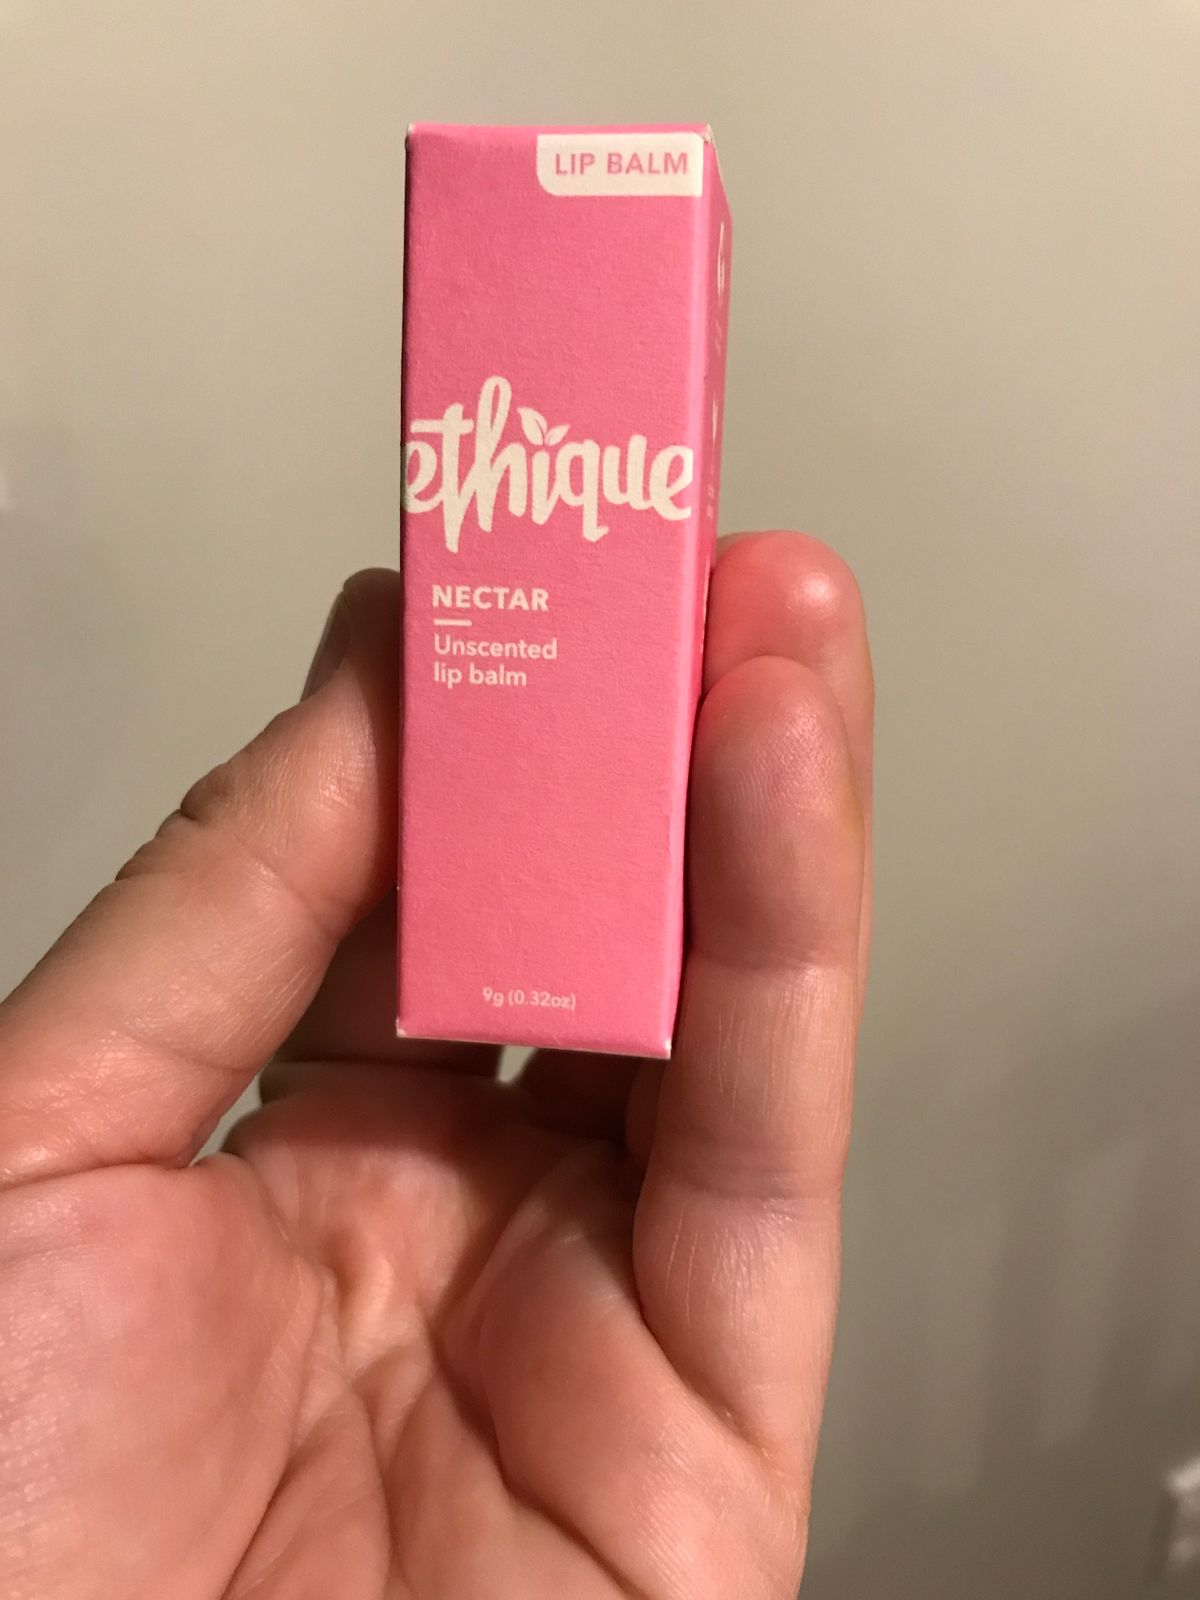 LIP BALM
ethique
NECTAR
Unscented
lip balm
9g (0.32oz)